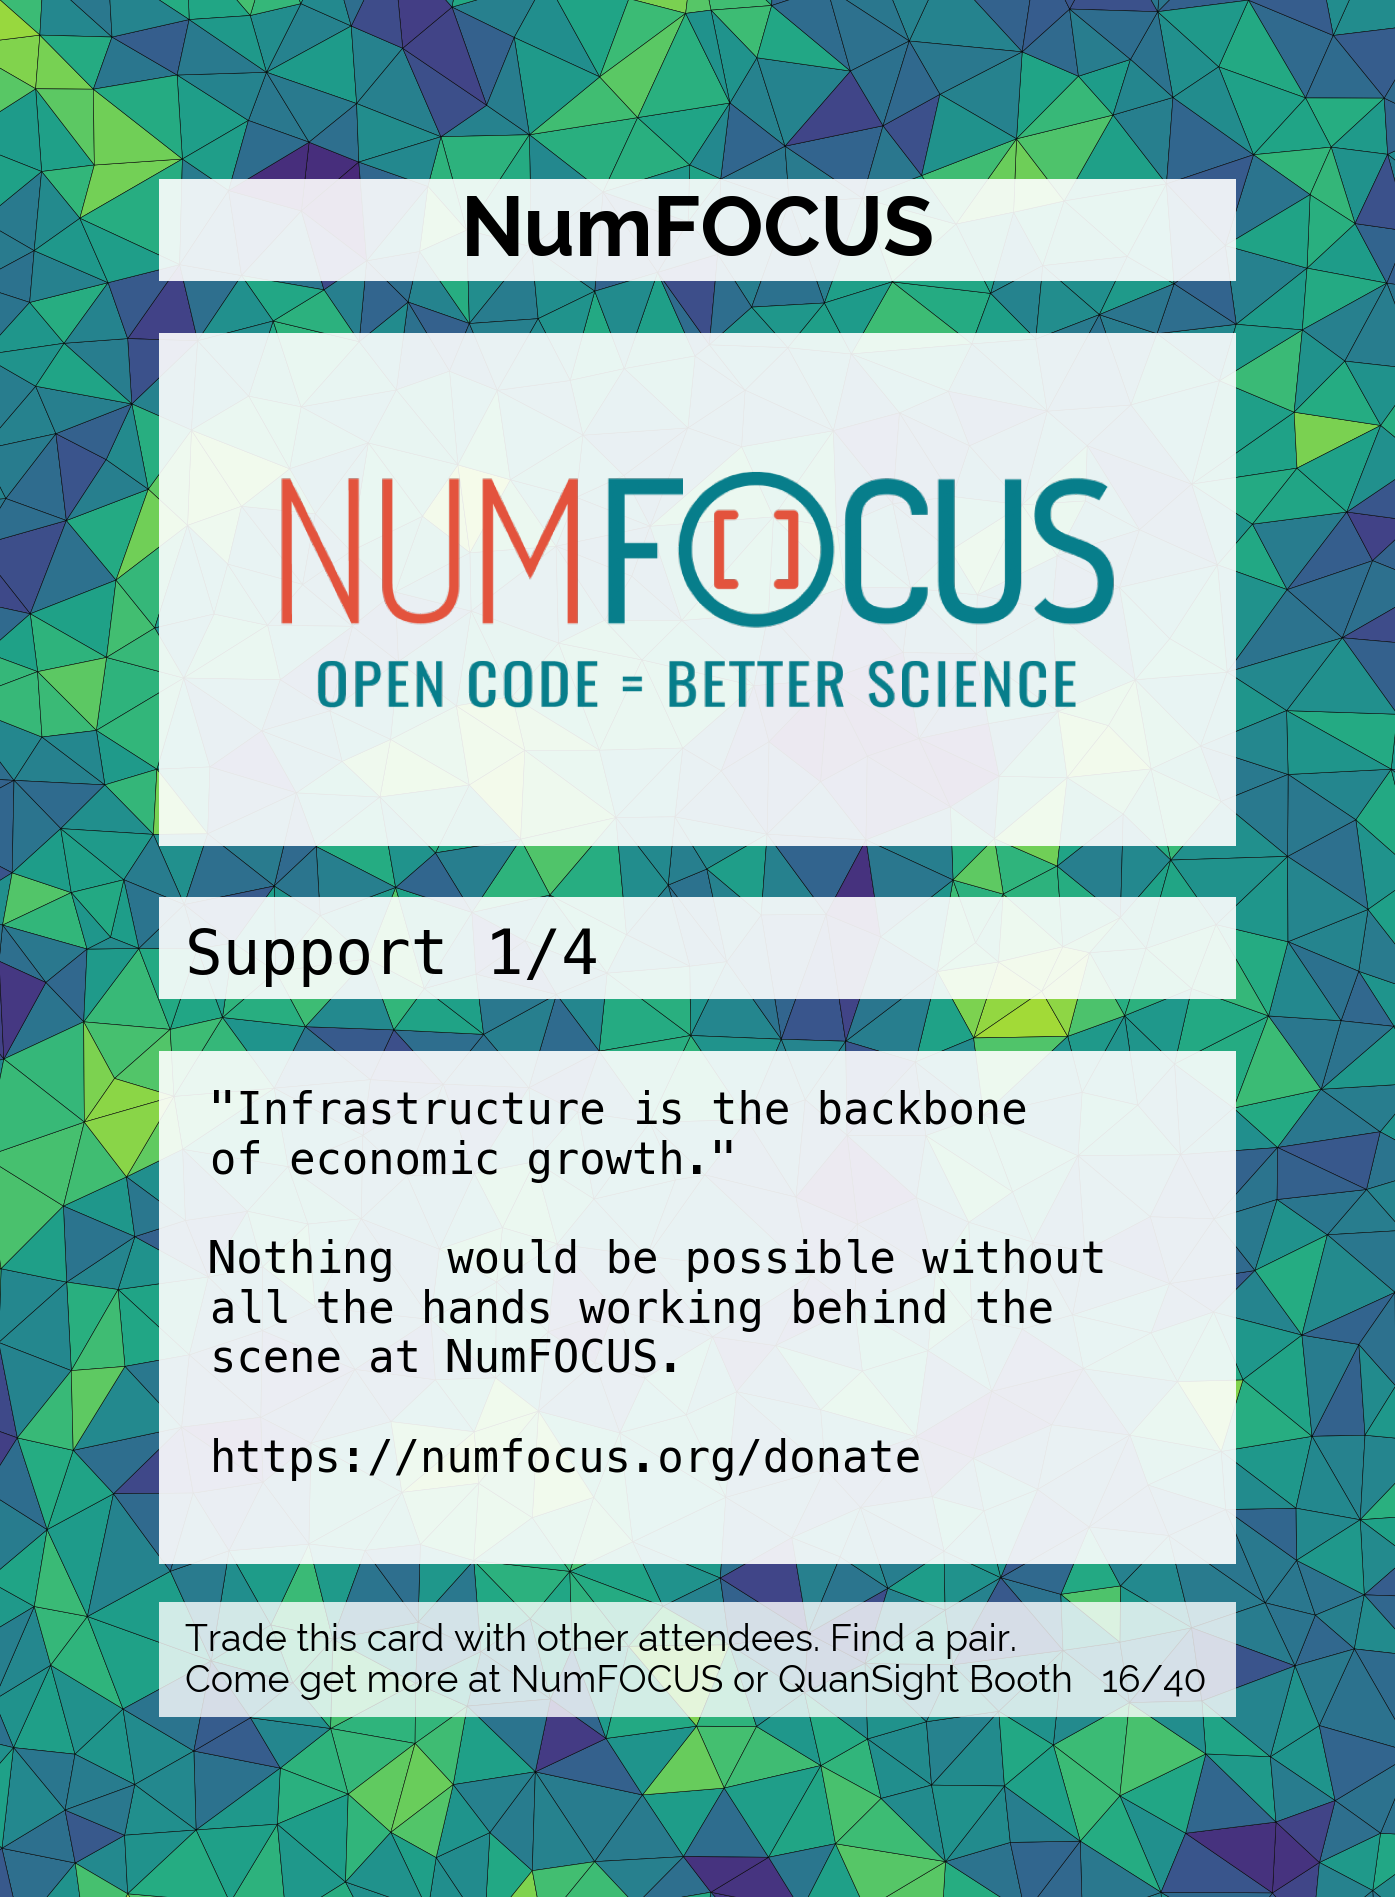 NumFOCUS
NUMFOCUS
OPEN CODE = BETTER SCIENCE
Support 1/4
"Infrastructure is the backbone
of economic growth."
Nothing  would be possible without
all the hands working behind the
scene at NumFOCUS.
https://numfocus.org/donate
Trade this card with other attendees. Find a pair.
Come get more at NumFOCUS or QuanSight Booth 16/40